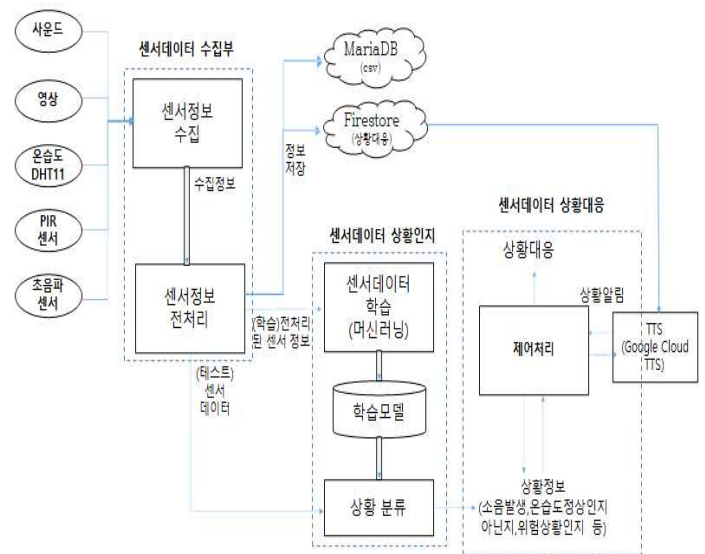 사운드
영상
온습도
DHT11
PIR
센서
초음파
센서
센서데이터 수집부
센서정보
수집
수집정보
센서정보
전처리
MariaDB
(csv)
Firestore
(상황대응)
정보
저장
(학습)전처리
된 센서 정보
(테스트)
센서
데이터
센서데이터 상황인지
센서데이터
학습
(머신러닝)
학습모델
상황 분류
센서데이터 상황대응
상황대응
상황알림
제어처리
TTS
(Google Cloud
TTS)
상황정보
(소음발생,온습도정상인지
아닌지,위험상황인지 등)